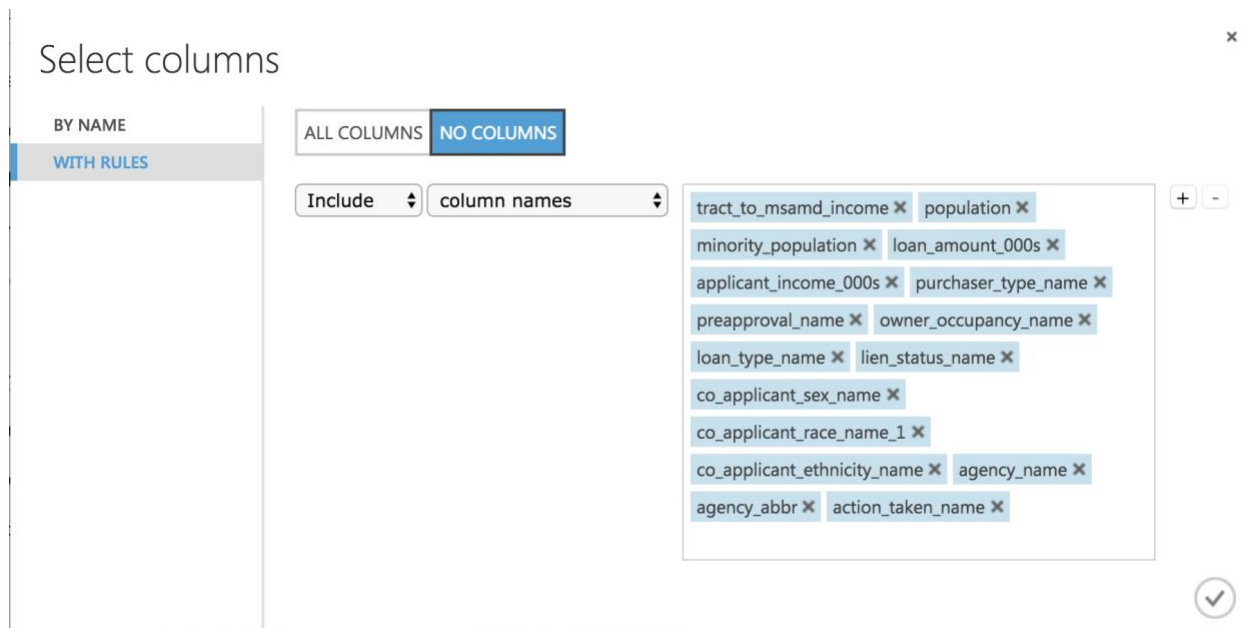 Select columns
BY NAME
WITH RULES
ALL COLUMNS NO COLUMNS
Include column names
tract_to_msamd_income population
minority_population loan_amount_000s
applicant_income_000s purchaser_type_name
preapproval_name owner_occupancy_name
loan_type_name lien_status_name
co_applicant_sex_name
co_applicant_race_name_1
co_applicant_ethnicity_name agency_name
agency_abbr action_taken_name